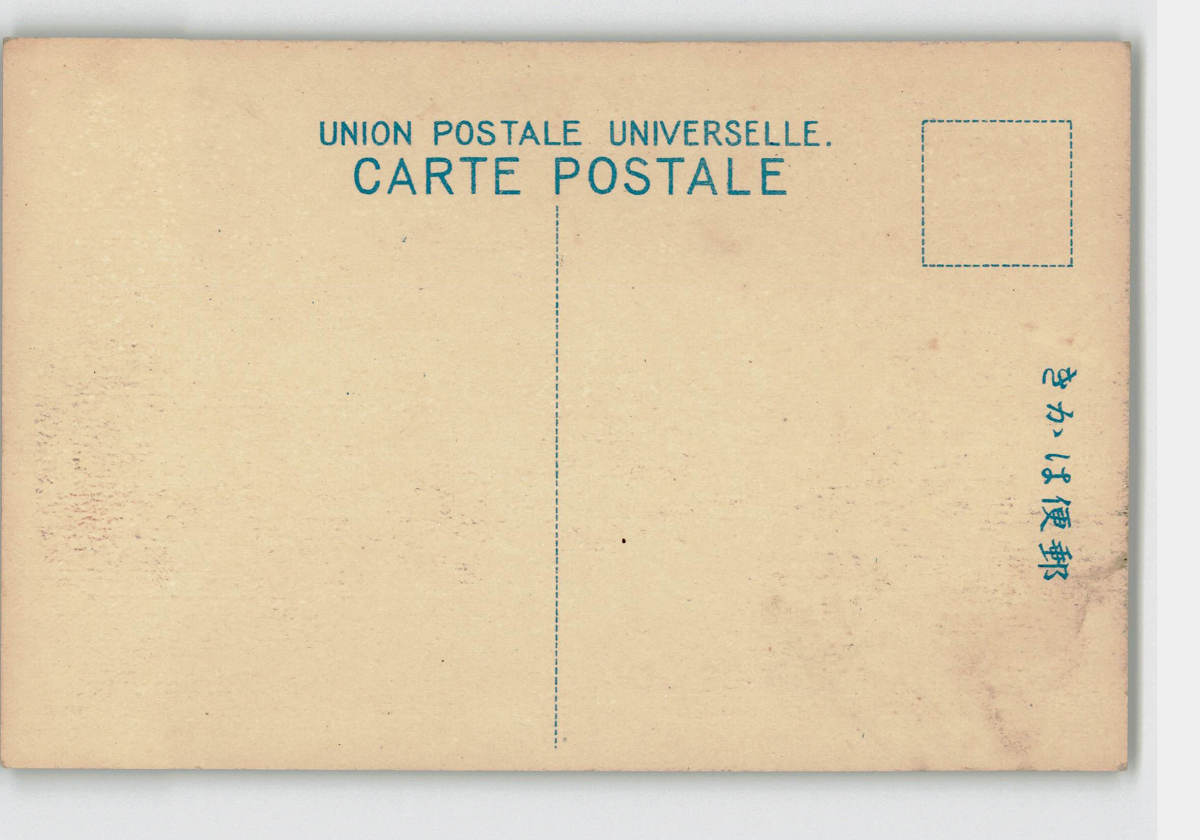 UNION POSTALE UNIVERSELLE.
CARTE POSTALE
郵便はかき